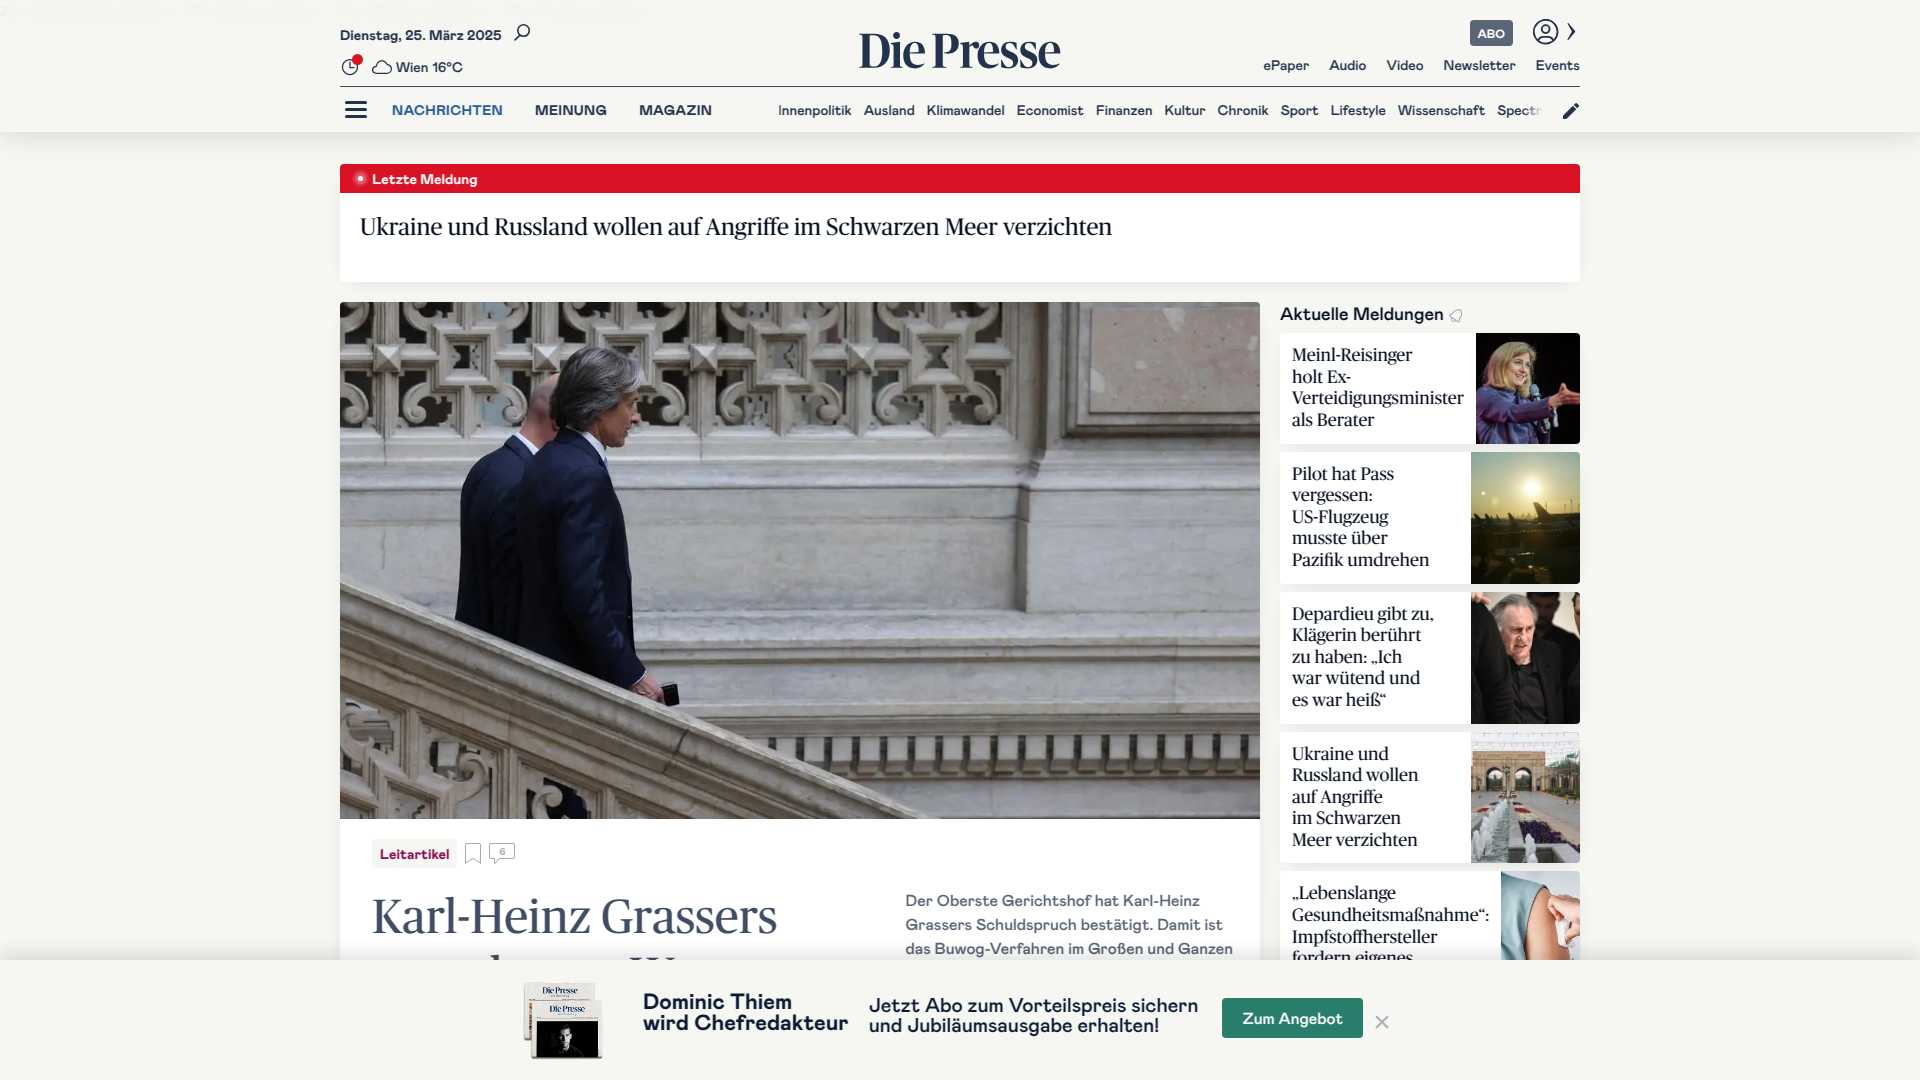 Dienstag, 25. März 2025
Wien 16°C
Die Presse
ABO
ePaper Audio Video Newsletter Events
NACHRICHTEN MEINUNG MAGAZIN
Innenpolitik Ausland Klimawandel Economist Finanzen Kultur Chronik Sport Lifestyle Wissenschaft
Letzte Meldung
Ukraine und Russland wollen auf Angriffe im Schwarzen Meer verzichten
Leitartikel
6
Karl-Heinz Grassers
Der Oberste Gerichtshof hat Karl-Heinz
Grassers Schuldspruch bestätigt. Damit ist
das Buwog-Verfahren im Großen und Ganzen
Aktuelle Meldungen
Meinl-Reisinger
holt Ex-
Verteidigungsminister
als Berater
Pilot hat Pass
vergessen:
US-Flugzeug
musste über
Pazifik umdrehen
Depardieu gibt zu,
Klägerin berührt
zu haben: „Ich
war wütend und
es war heiß“
Ukraine und
Russland wollen
auf Angriffe
im Schwarzen
Meer verzichten
„Lebenslange
Gesundheitsmaßnahme“:
Impfstoffhersteller
fordern eigenes
Die Presse
Die Presse
Dominic Thiem
wird Chefredakteur
Jetzt Abo zum Vorteilspreis sichern
und Jubiläumsausgabe erhalten!
Zum Angebot